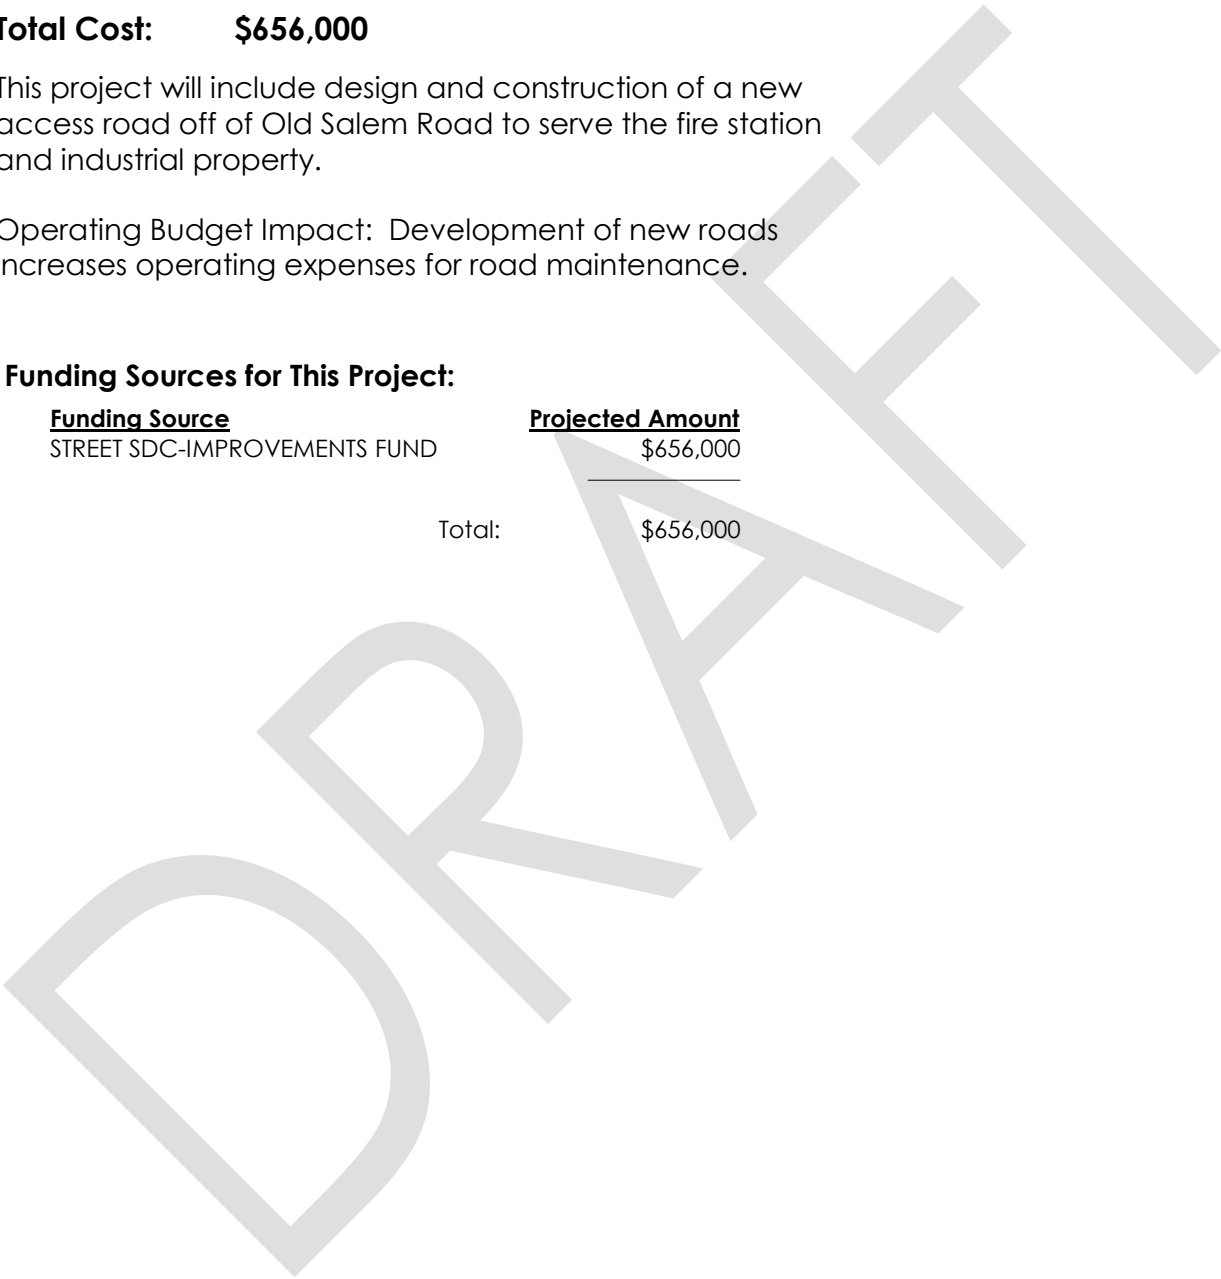 Total Cost: $656,000
This project will include design and construction of a new
access road off of Old Salem Road to serve the fire station
and industrial property.
Operating Budget Impact: Development of new roads
increases operating expenses for road maintenance.
Funding Sources for This Project:
Funding Source Projected Amount
STREET SDC-IMPROVEMENTS FUND $656,000
Total: $656,000
DRAFT